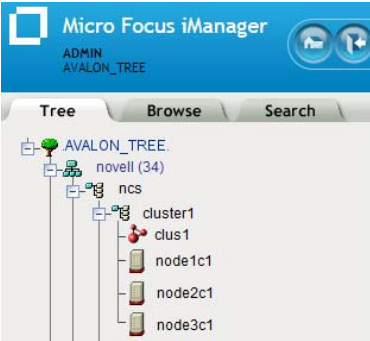 Micro Focus iManager
ADMIN
AVALON_TREE
Tree Browse Search
.AVALON_TREE.
novell (34)
ncs
cluster1
clus1
node1c1
node2c1
node3c1